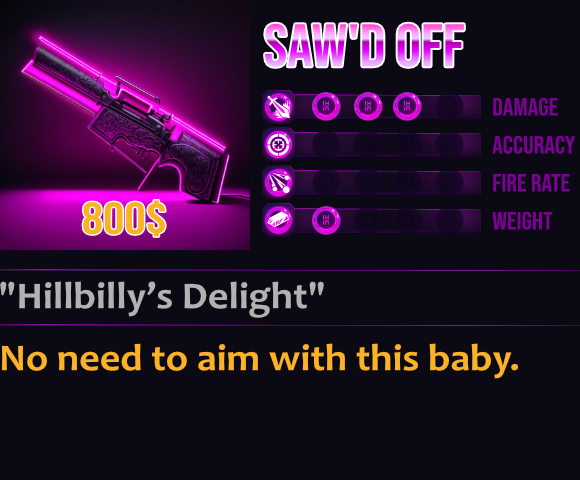 SAW'D OFF
DAMAGE
ACCURACY
FIRE RATE
WEIGHT
800$
"Hillbilly’s Delight"
No need to aim with this baby.